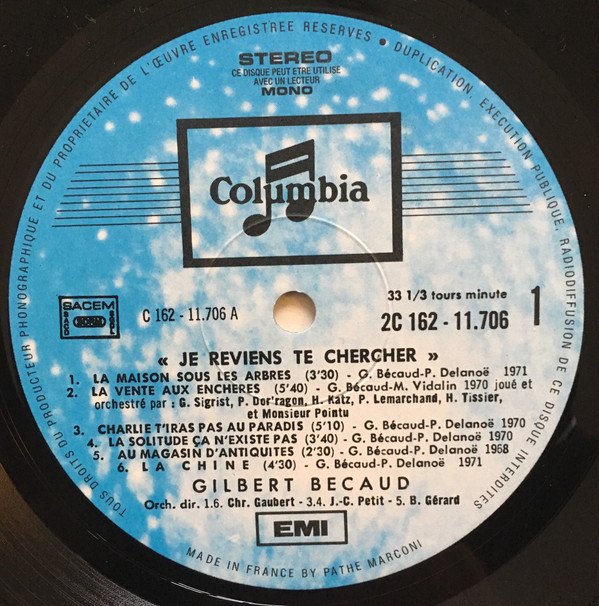 TOUS DROITS DU PRODUCTEUR PHONOGRAPHIQUE ET DU PROPRIETAIRE DE L'ŒUVRE ENREGISTREE RESERVES • DUPLICATION, EXECUTION PUBLIQUE, RADIODIFFUSION DE CE DISQUE INTERDITES
STEREO
CE DISQUE PEUT ETRE UTILISE
AVEC UN LECTEUR
MONO
Columbia
SACEM
C 162 - 11.706 A
33 1/3 tours minute
2C 162 - 11.706
1
« JE REVIENS TE CHERCHER »
1. LA MAISON SOUS LES ARBRES (3'30) - G. Bécaud-P. Delanoë 1971
2. LA VENTE AUX ENCHERES (5'40) - G. Bécaud-M. Vidalin 1970 joué et
orchestré par : G. Sigrist, P. Dor'ragon, H. Katz, P. Lemarchand, H. Tissier,
et Monsieur Pointu
3. CHARLIE T'IRAS PAS AU PARADIS (5'10) - G. Bécaud-P. Delanoë 1970
4. LA SOLITUDE ÇA N'EXISTE PAS (3'40) - G. Bécaud-P. Delanoë 1970
5. AU MAGASIN D'ANTIQUITES (2'30) - G. Bécaud-P. Delanoë 1968
6. LA CHINE (4'30) - G. Bécaud-P. Delanoë 1971
GILBERT BECAUD
Orch. dir. 1.6. Chr. Gaubert - 3.4. J.-C. Petit - 5. B. Gérard
EMI
MADE IN FRANCE BY PATHE MARCONI